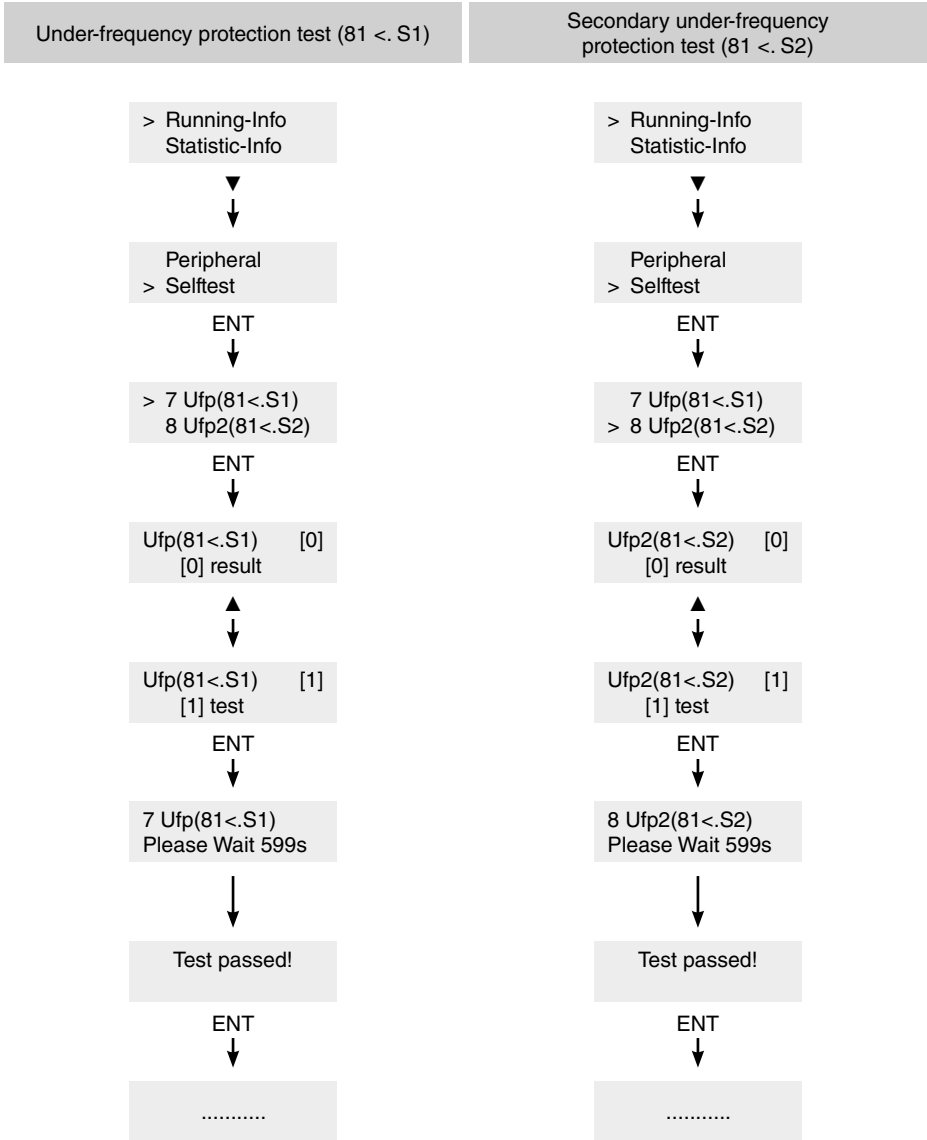 Under-frequency protection test (81 <. S1)
> Running-Info
Statistic-Info
▼
Peripheral
> Selftest
ENT
> 7 Ufp(81<.S1)
8 Ufp2(81<.S2)
ENT
Ufp(81<.S1) [0]
[0] result
▲
Ufp(81<.S1) [1]
[1] test
ENT
7 Ufp(81<.S1)
Please Wait 599s
Test passed!
ENT
...........
Secondary under-frequency
protection test (81 <. S2)
> Running-Info
Statistic-Info
▼
Peripheral
> Selftest
ENT
7 Ufp(81<.S1)
> 8 Ufp2(81<.S2)
ENT
Ufp2(81<.S2) [0]
[0] result
▲
Ufp2(81<.S2) [1]
[1] test
ENT
8 Ufp2(81<.S2)
Please Wait 599s
Test passed!
ENT
...........